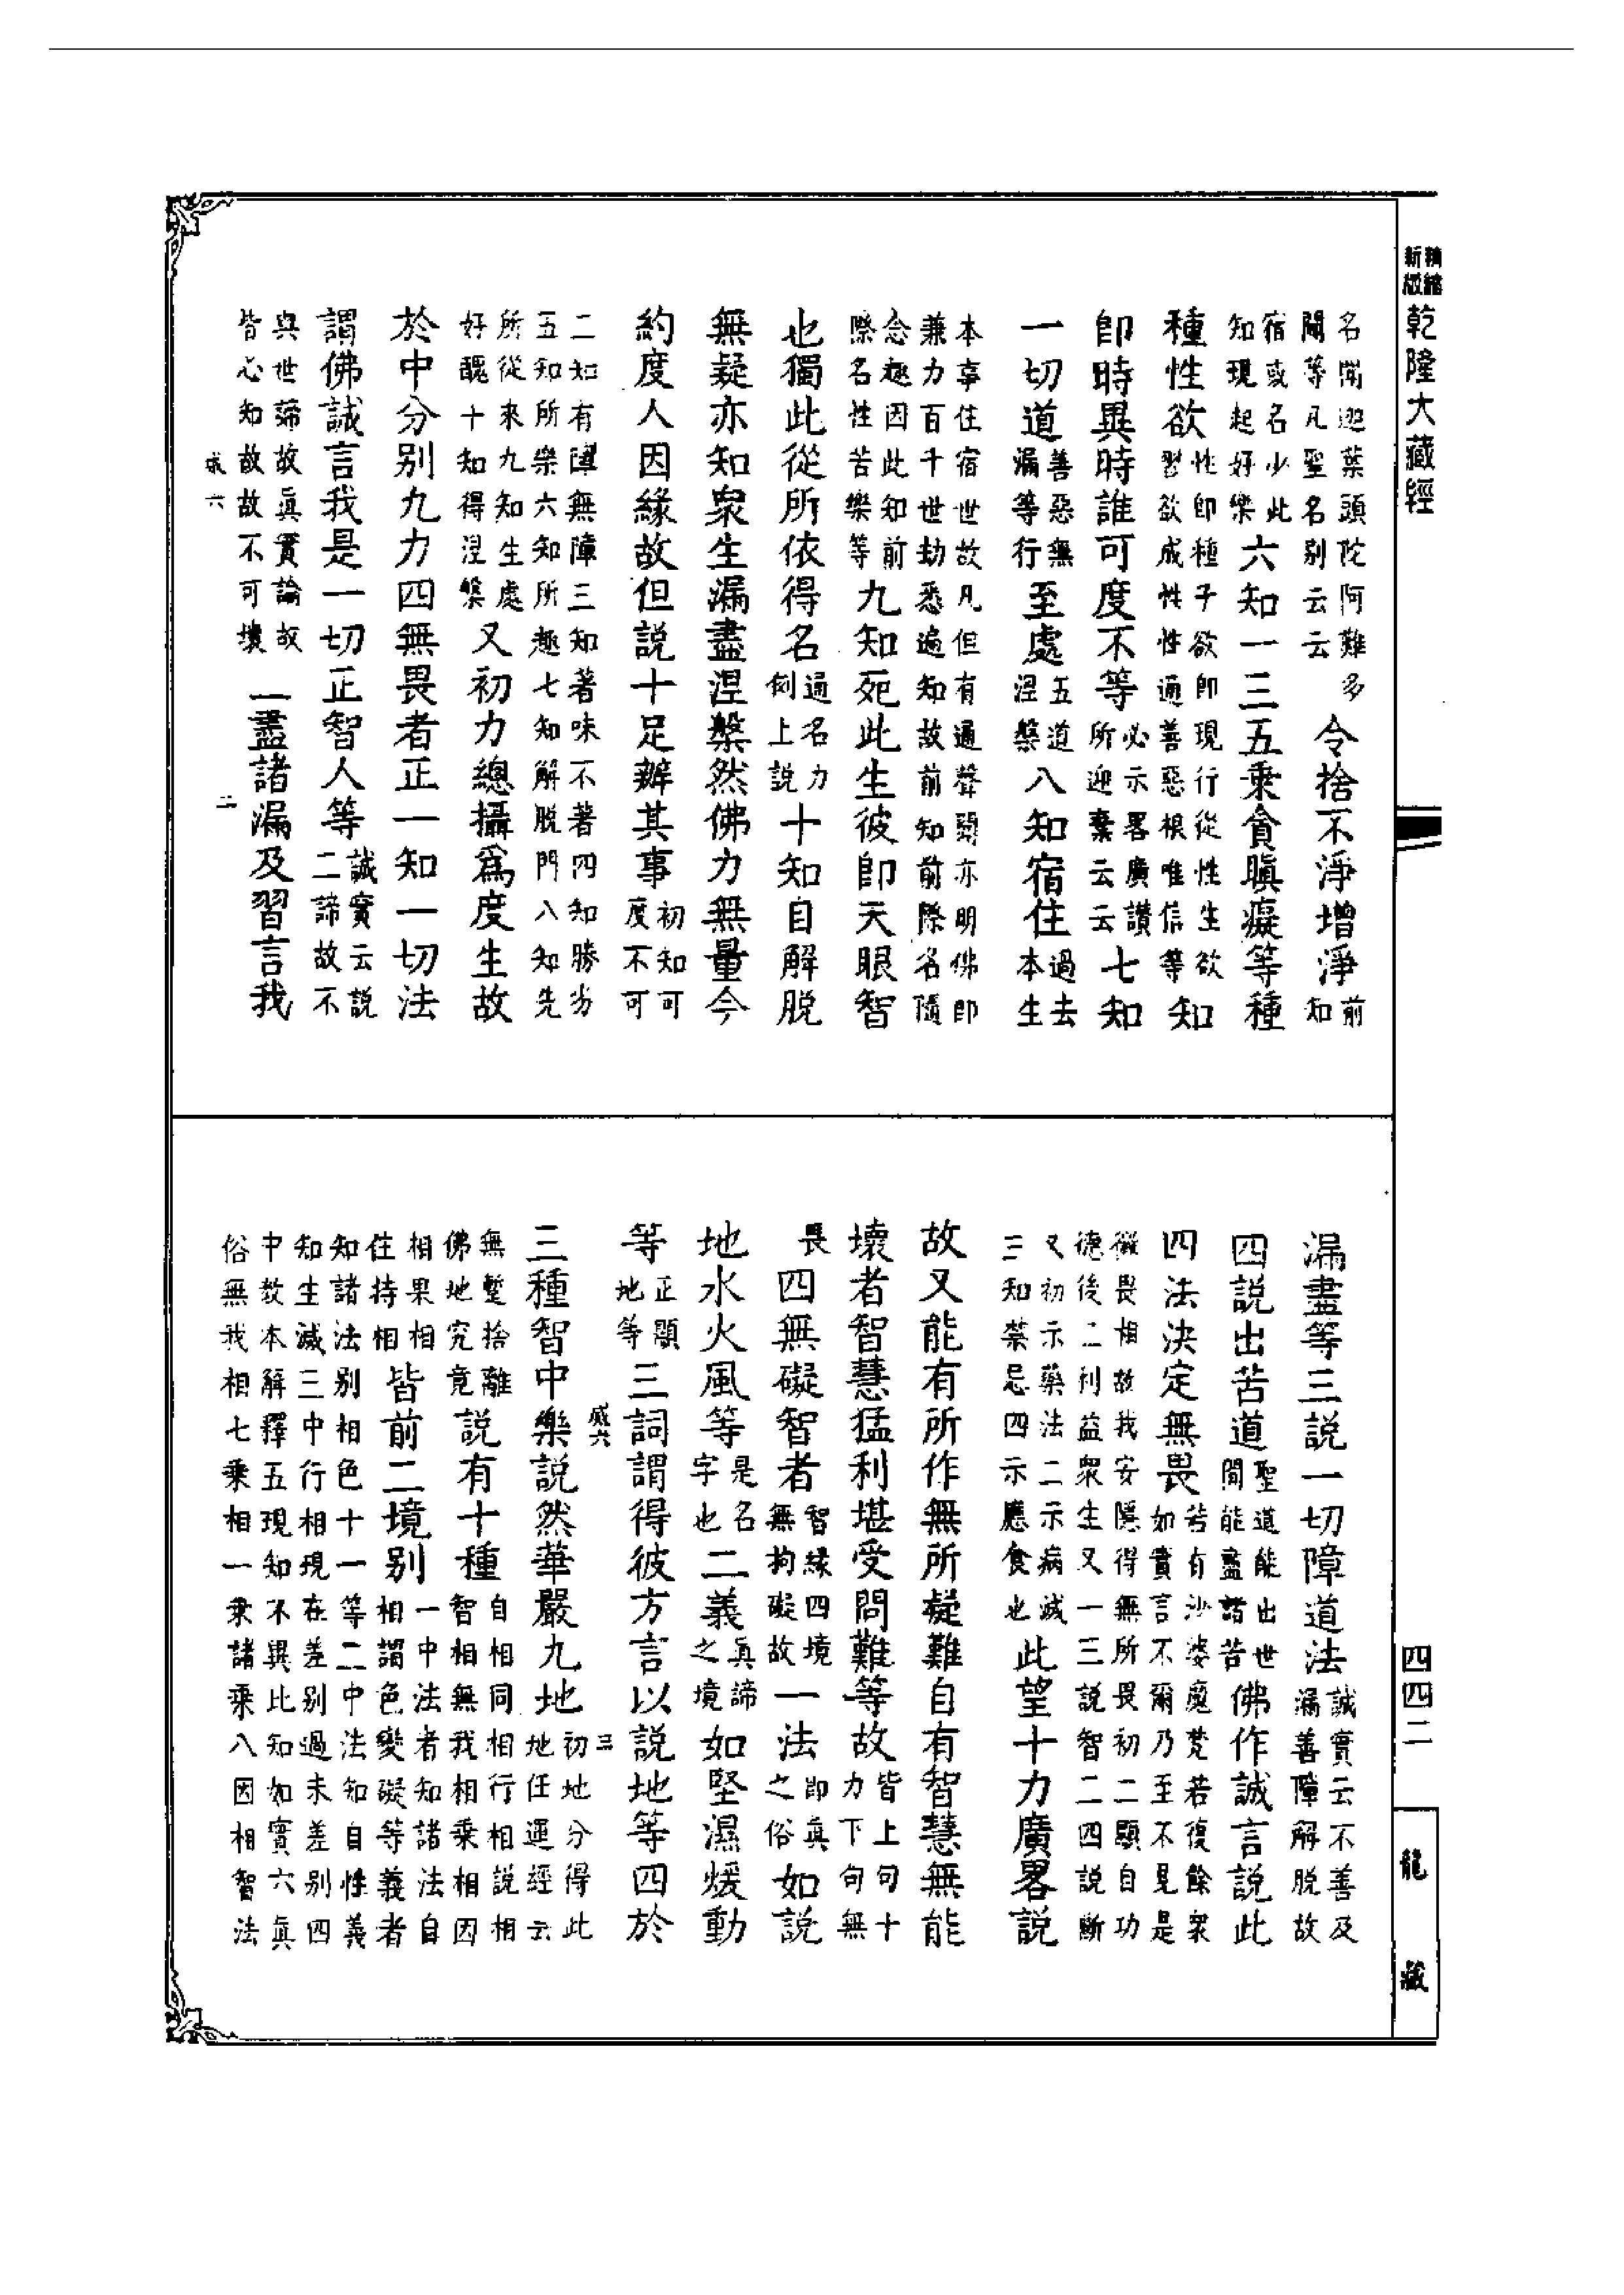 精縮新版乾隆大藏經
名聞迦葉頭陀阿難多聞等凡聖名別云云令捨不淨增淨前知
宿或名少此知現起好樂六知一三五乘貪瞋癡等種
種性欲性即種子欲即現行從性生欲習欲成性性遍善惡根唯信等知
即時異時誰可度不等必示畧廣讚所迎棄云云七知
一切道善惡無漏等行至處五道涅槃八知宿住過去本生
本事住宿世故凡但有通聲顯亦明佛即兼力百千世劫悉遍知故前知前際名隨
念趣因此知前際名性苦樂等九知死此生彼即天眼智
也獨此從所依得名通名力例上說十知自解脫
無疑亦知衆生漏盡涅槃然佛力無量今
約度人因緣故但說十足辦其事初知可度不可
二知有障無障三知著味不著四知勝劣五知所樂六知所趣七知解脫門八知先
所從來九知生處好醜十知得涅槃又初力總攝爲度生故
於中分別九力四無畏者正一知一切法
謂佛誠言我是一切正智人等誠實云說二諦故不
與世諦故眞實論故皆心知故故不可壞二盡諸漏及習言我
咸六 二
漏盡等三說一切障道法誠實云不善及漏善障解脫故
四說出苦道聖道能出世間能盡諸苦佛作誠言說此
四法決定無畏若有沙婆魔梵若復餘衆如實言不爾乃至不見是
微畏相故我安隱得無所畏初二顯自功德後二利益衆生又一三說智二四說斷
又初示藥法二示病滅三知禁忌四示應食也此望十力廣畧說
故又能有所作無所疑難自有智慧無能
壞者智慧猛利堪受問難等故皆上句十力下句無
畏四無礙智者智緣四境無拘礙故一法即眞之俗如說
地水火風等是名字也二義眞諦之境如堅濕煖動
等正顯地等三詞謂得彼方言以說地等四於
咸六 三
三種智中樂說然華嚴九地初地分得此地任運經云
無蹔捨離佛地究竟說有十種自相同相行相說相智相無我相乘相因
相果相住持相皆前二境別一中法者知諸法自相謂色變礙等義者
知諸法別相色十一等二中法知自性義知生滅三中行相現在差別過未差別四
中教本解釋五現知不異此知如實六眞俗無我相七乘相一乘諸乘八因相智法
四四二
龍藏